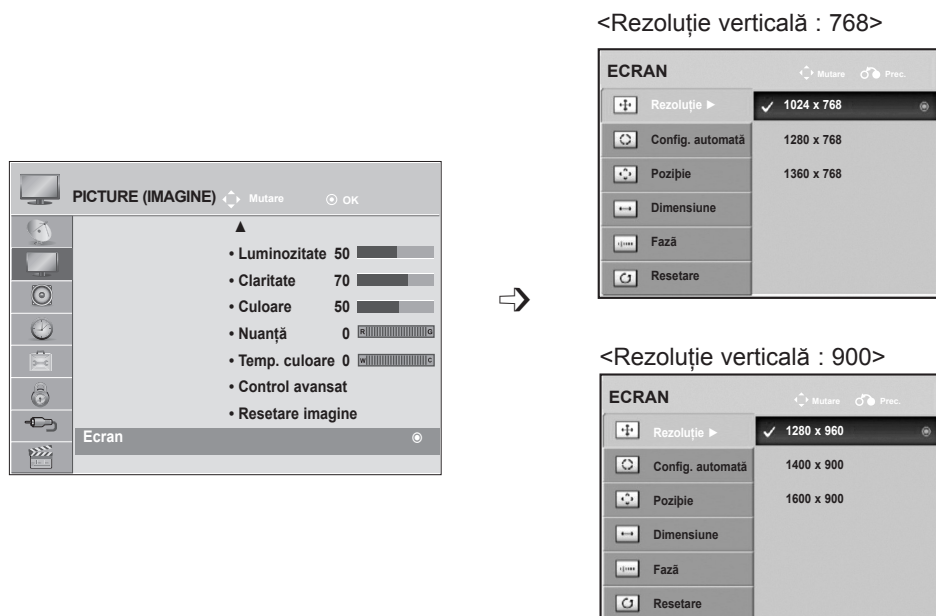 PICTURE (IMAGINE) Mutare OK
• Luminozitate 50
• Claritate 70
• Culoare 50
• Nuanță 0 R G
• Temp. culoare 0 W C
• Control avansat
• Resetare imagine
Ecran
<Rezoluție verticală : 768>
ECRAN Mutare Prec.
Rezoluție ► 1024 x 768
Config. automată 1280 x 768
Poziþie 1360 x 768
Dimensiune
Fază
Resetare
<Rezoluție verticală : 900>
ECRAN Mutare Prec.
Rezoluție ► 1280 x 960
Config. automată 1400 x 900
Poziþie 1600 x 900
Dimensiune
Fază
Resetare